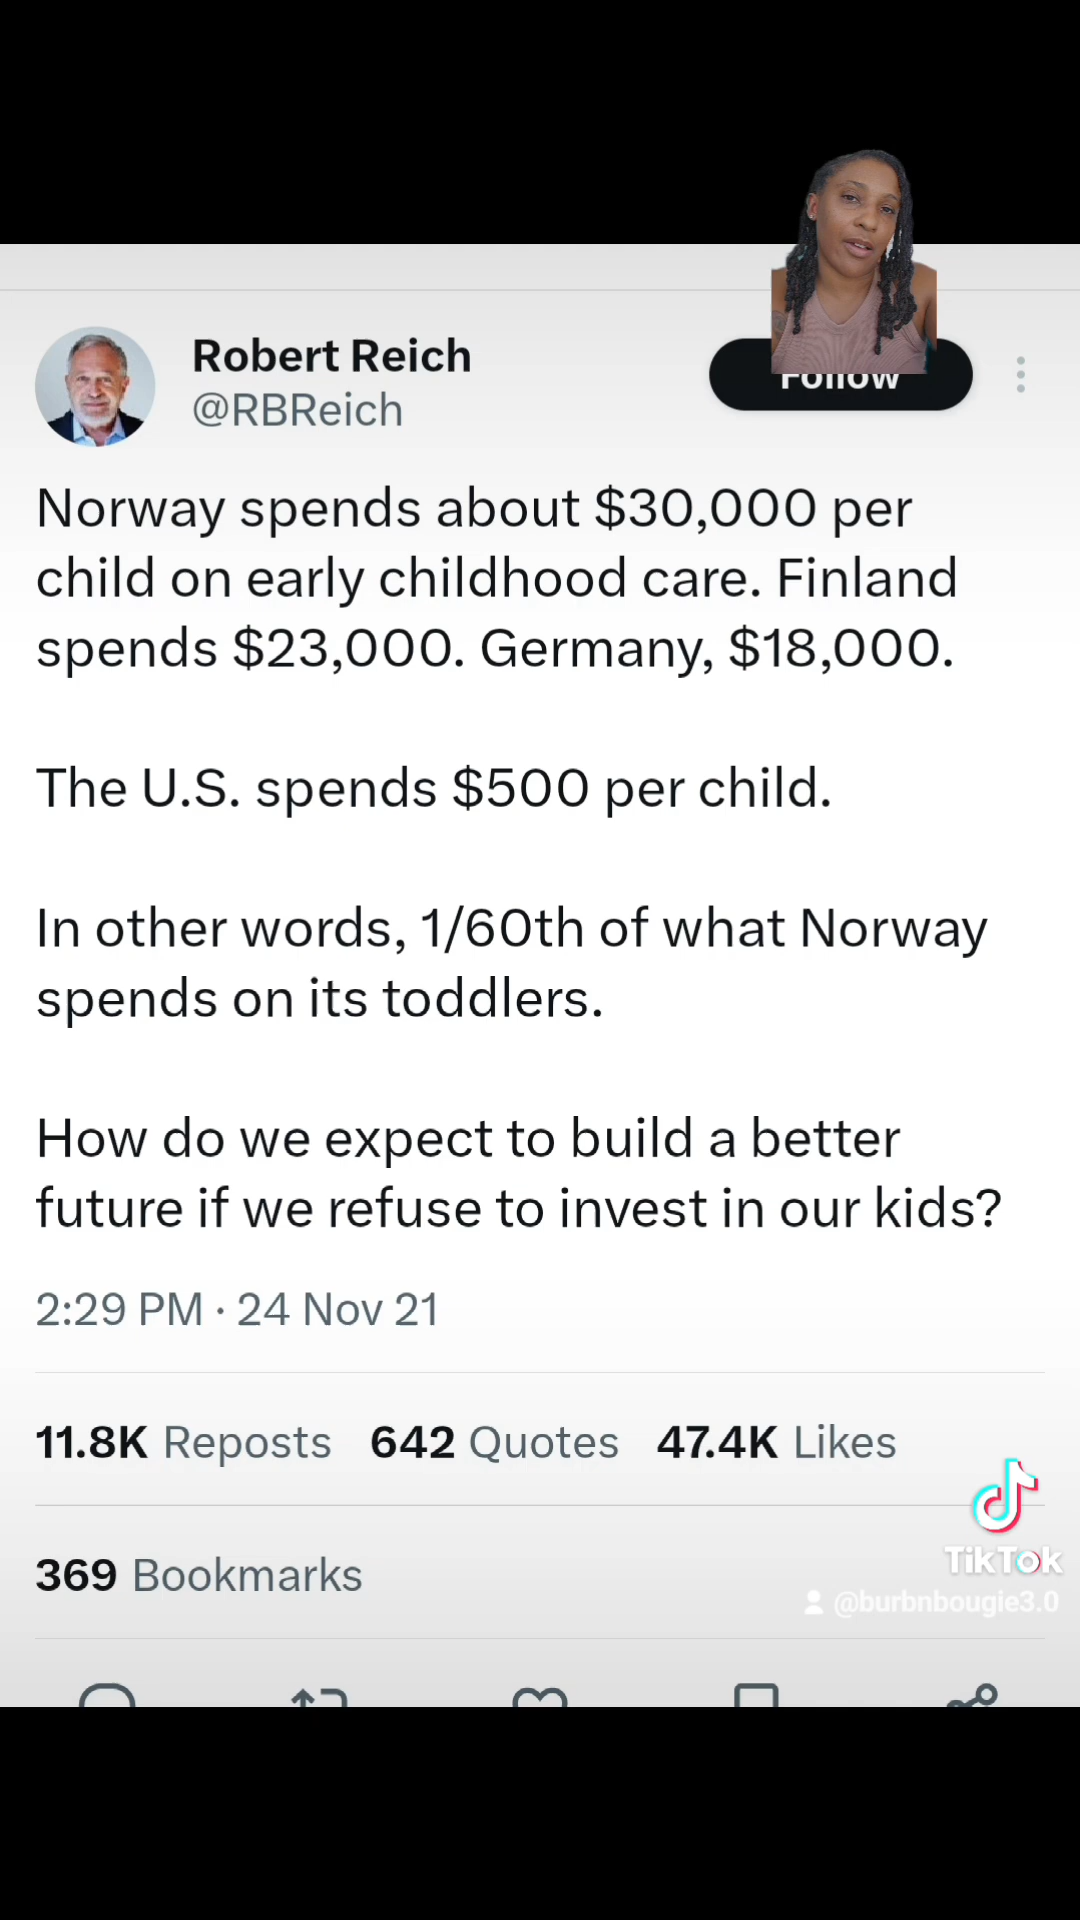 Robert Reich
@RBReich
Follow
Norway spends about $30,000 per
child on early childhood care. Finland
spends $23,000. Germany, $18,000.
The U.S. spends $500 per child.
In other words, 1/60th of what Norway
spends on its toddlers.
How do we expect to build a better
future if we refuse to invest in our kids?
2:29 PM · 24 Nov 21
11.8K Reposts 642 Quotes 47.4K Likes
369 Bookmarks
TikTok
@burbnbougie3.0